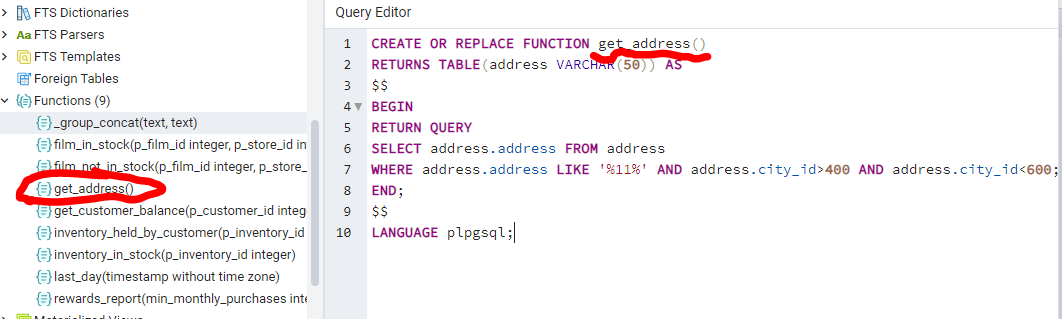 FTS Dictionaries
FTS Parsers
FTS Templates
Foreign Tables
Functions (9)
_group_concat(text, text)
film_in_stock(p_film_id integer, p_store_id in
film_not_in_stock(p_film_id integer, p_store_
get_address()
get_customer_balance(p_customer_id integ
inventory_held_by_customer(p_inventory_id
inventory_in_stock(p_inventory_id integer)
last_day(timestamp without time zone)
rewards_report(min_monthly_purchases inte
Materialized Views
Query Editor
1 CREATE OR REPLACE FUNCTION get_address()
2 RETURNS TABLE(address VARCHAR(50)) AS
3 $$
4 BEGIN
5 RETURN QUERY
6 SELECT address.address FROM address
7 WHERE address.address LIKE '%11%' AND address.city_id>400 AND address.city_id<600;
8 END;
9 $$
10 LANGUAGE plpgsql;